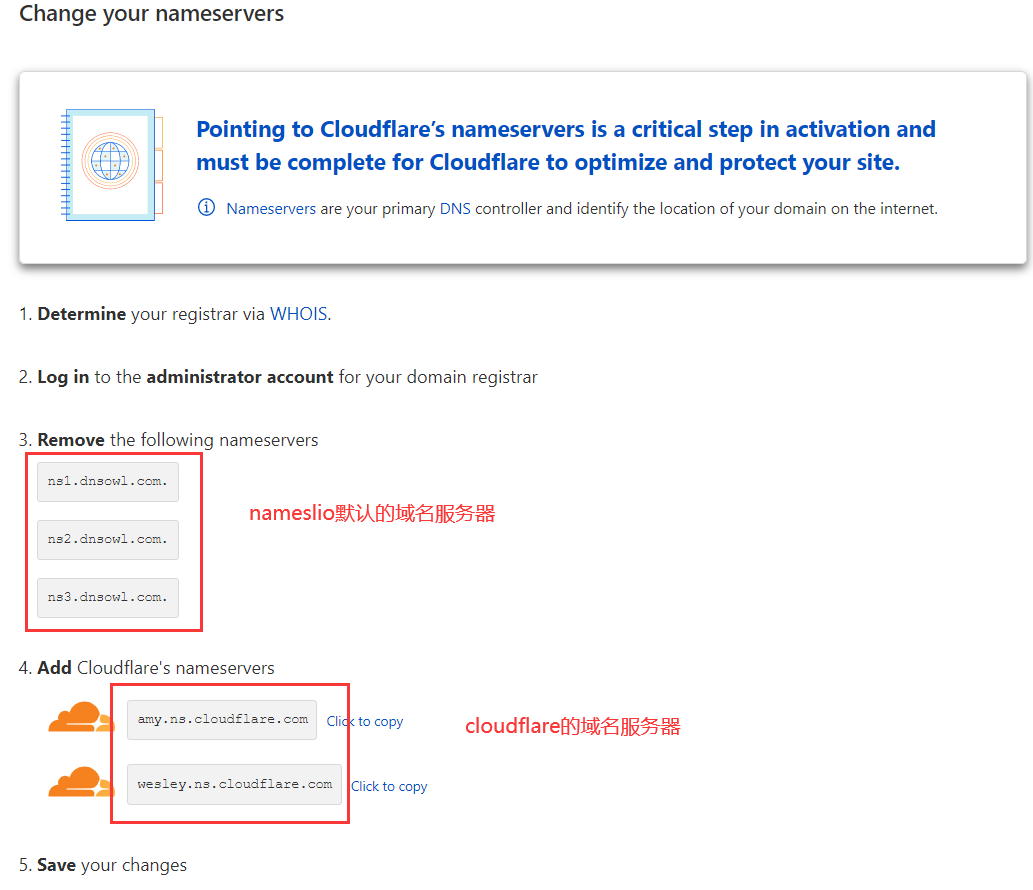 Change your nameservers
Pointing to Cloudflare’s nameservers is a critical step in activation and
must be complete for Cloudflare to optimize and protect your site.
Nameservers are your primary DNS controller and identify the location of your domain on the internet.
1. Determine your registrar via WHOIS.
2. Log in to the administrator account for your domain registrar
3. Remove the following nameservers
ns1.dnsowl.com.
nameslio默认的域名服务器
ns2.dnsowl.com.
ns3.dnsowl.com.
4. Add Cloudflare's nameservers
amy.ns.cloudflare.com Click to copy
cloudflare的域名服务器
wesley.ns.cloudflare.com Click to copy
5. Save your changes